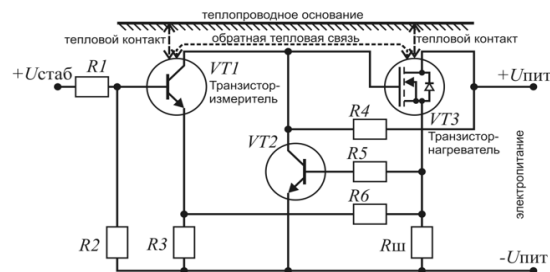 теплопроводное основание
тепловой контакт
обратная тепловая связь
тепловой контакт
+Uстаб
R1
VT1
Транзистор-
измеритель
+Uпит
R4
VT3
Транзистор-
нагреватель
VT2
R5
R6
R2
R3
Rш
электропитание
-Uпит